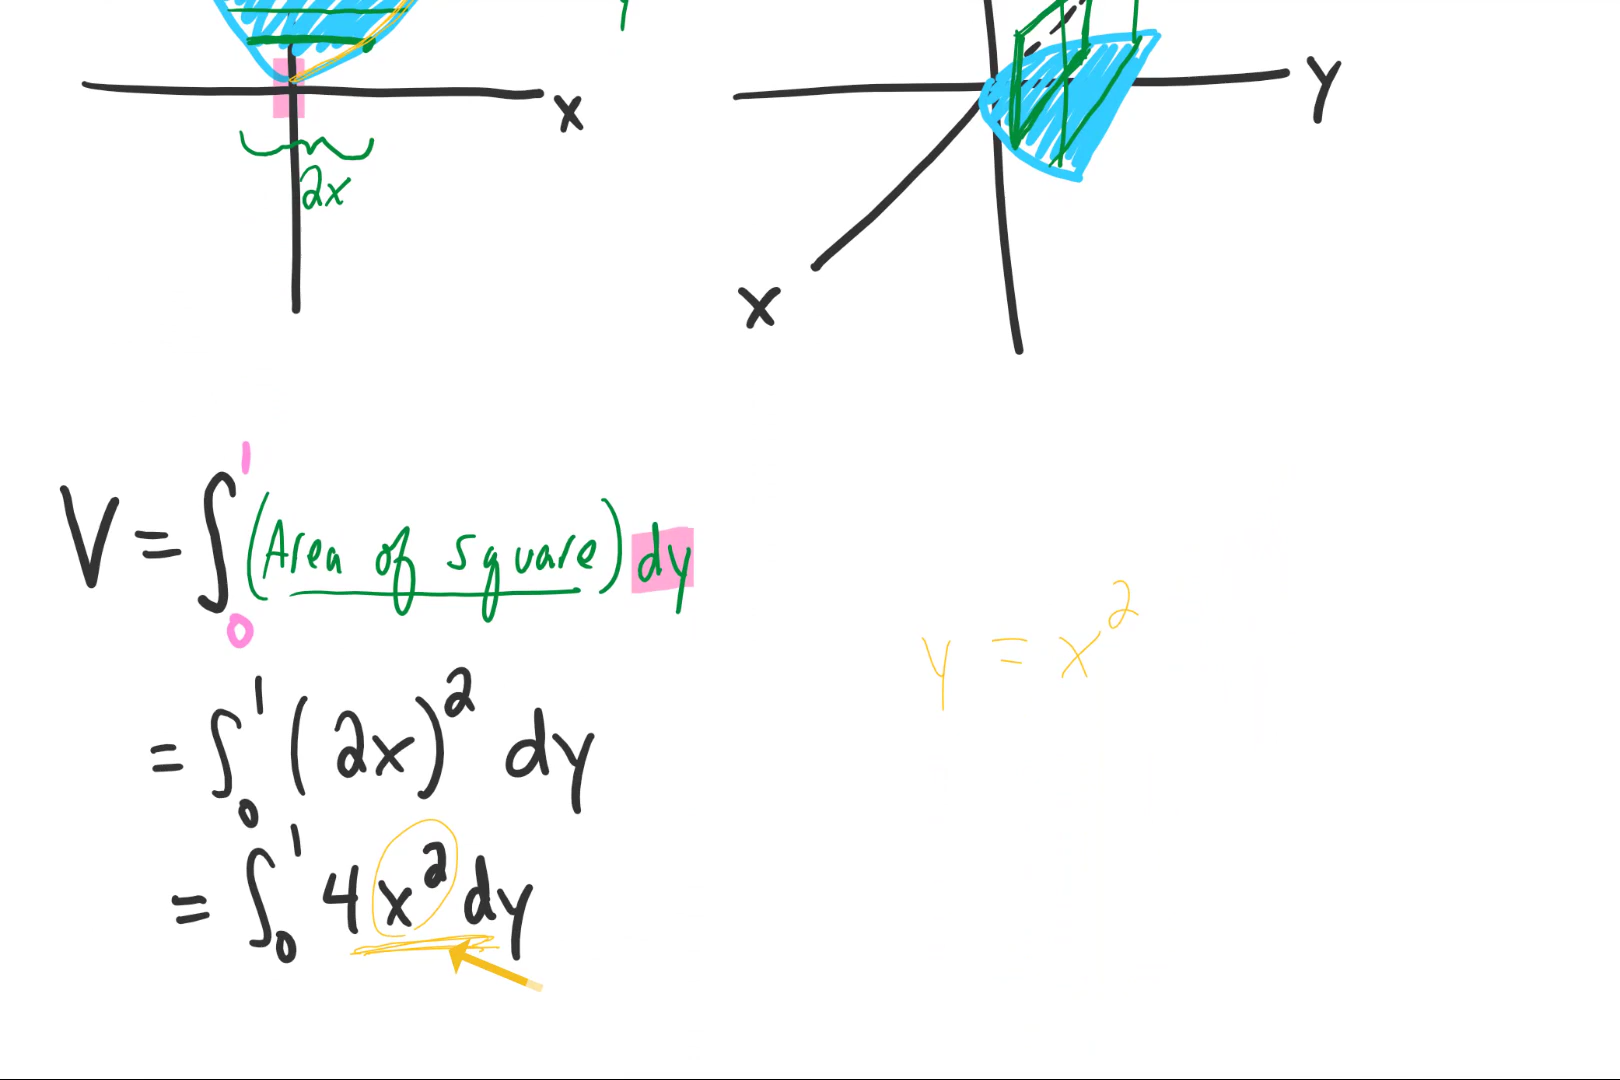 y
x
2x
Y
X
V = ∫₀¹ (Area of square) dy
= ∫₀¹ (2x)² dy
= ∫₀¹ 4x² dy
y = x²